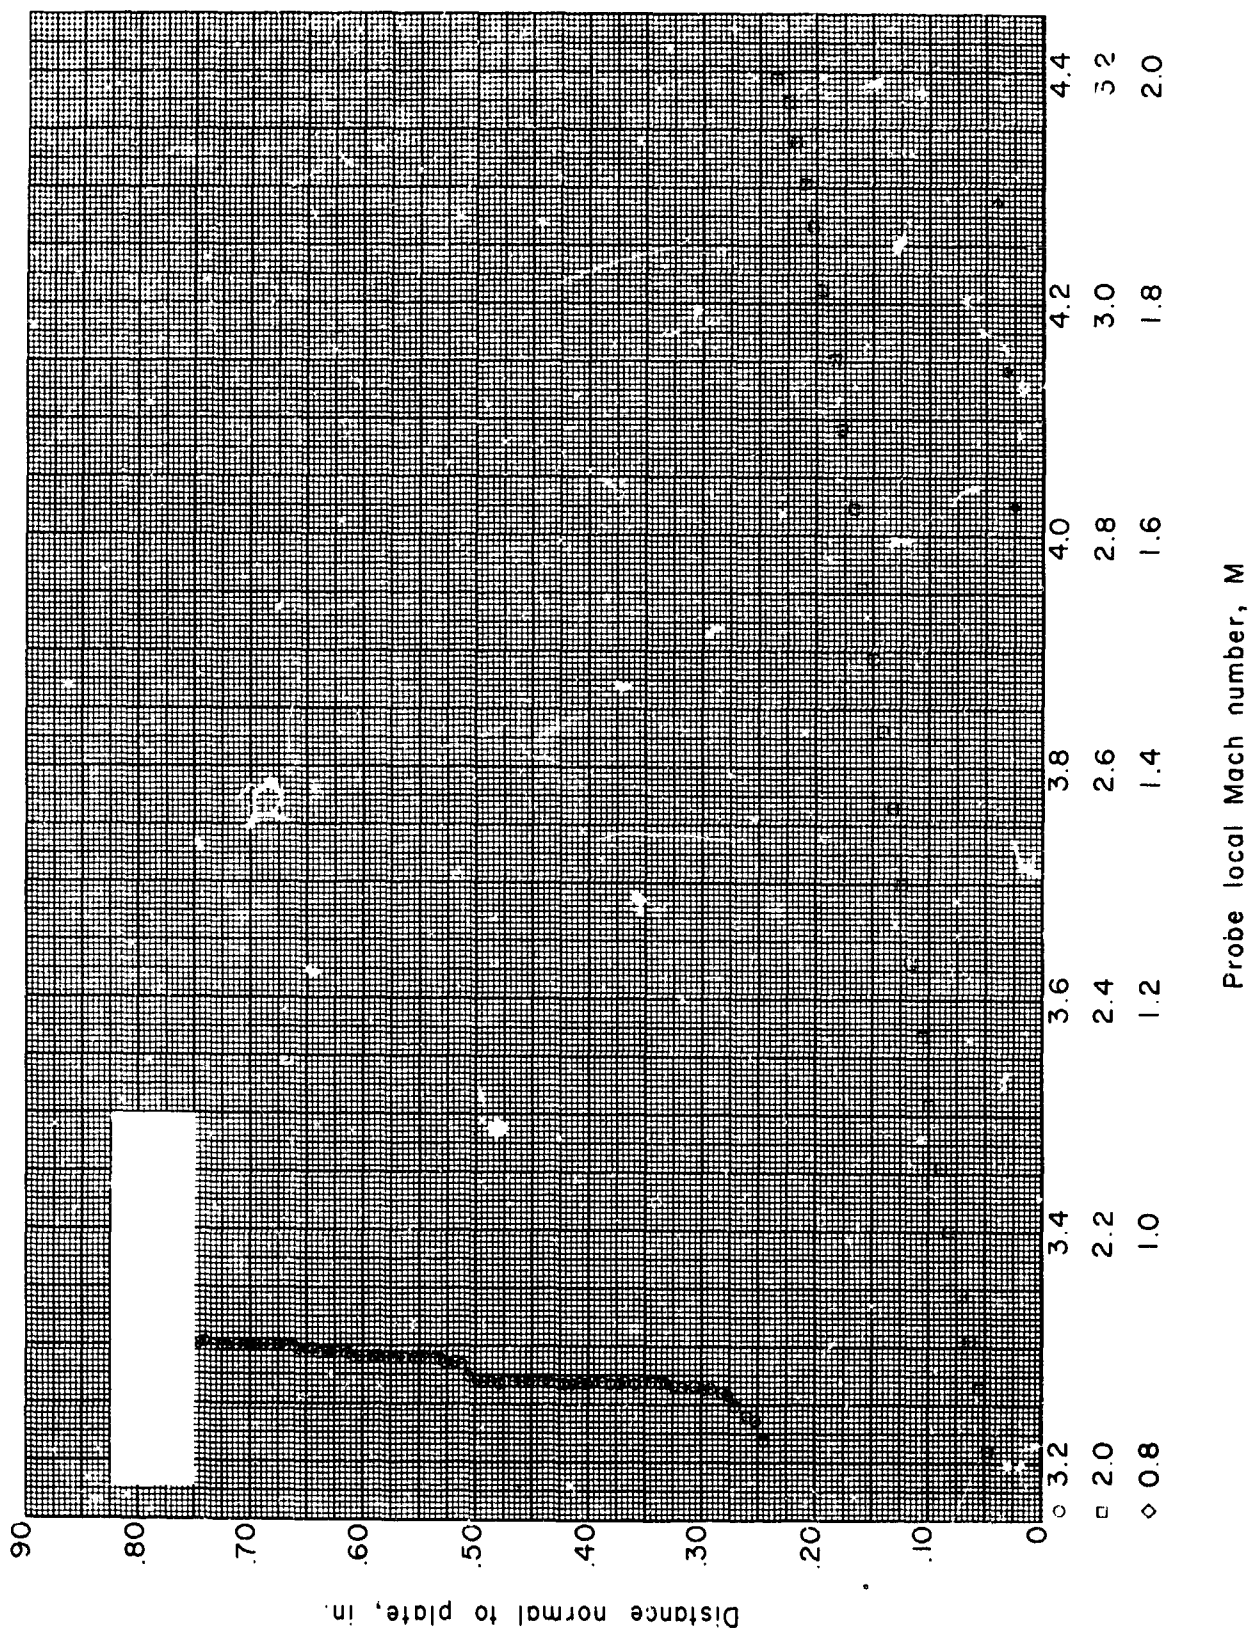 Distance normal to plate, in.
.90
.80
.70
.60
.50
.40
.30
.20
.10
0
○ 3.2 3.4 3.6 3.8 4.0 4.2 4.4
□ 2.0 2.2 2.4 2.6 2.8 3.0 3 2
◇ 0.8 1.0 1.2 1.4 1.6 1.8 2.0
Probe local Mach number, M